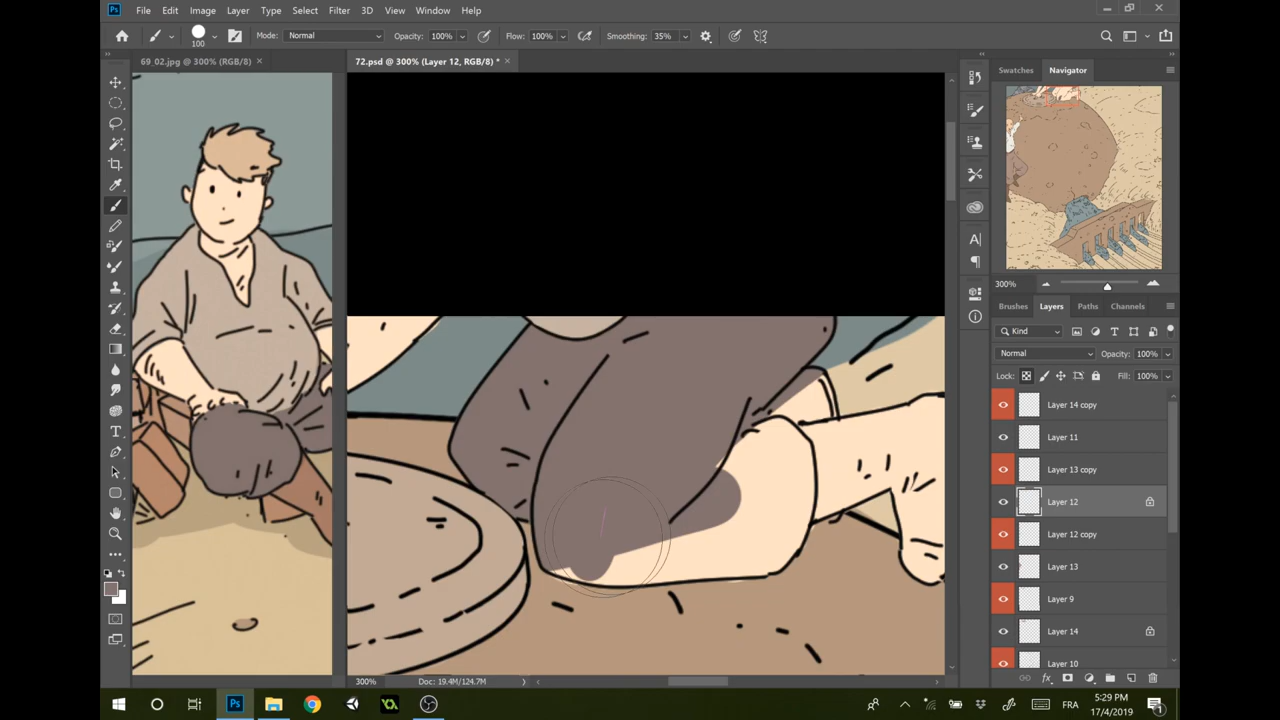 Ps File Edit Image Layer Type Select Filter 3D View Window Help
100 Mode: Normal Opacity: 100% Flow: 100% Smoothing: 35%
69_02.jpg @ 300% (RGB/8) × 72.psd @ 300% (Layer 12, RGB/8) * ×
Swatches Navigator
300%
Brushes Layers Paths Channels
Kind
Normal Opacity: 100%
Lock: Fill: 100%
Layer 14 copy
Layer 11
Layer 13 copy
Layer 12
Layer 12 copy
Layer 13
Layer 9
Layer 14
Layer 10
300% Doc: 19.4M/124.7M
fx
Ps FRA 5:29 PM
17/4/2019
1